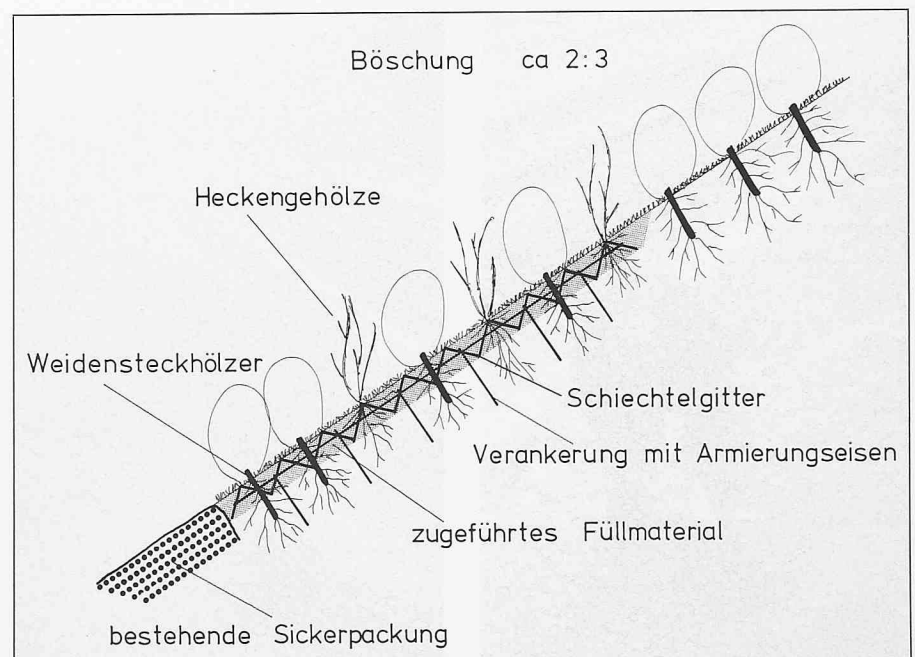 Böschung ca 2:3
Heckengehölze
Weidensteckhölzer
Schiechtelgitter
Verankerung mit Armierungseisen
zugeführtes Füllmaterial
bestehende Sickerpackung